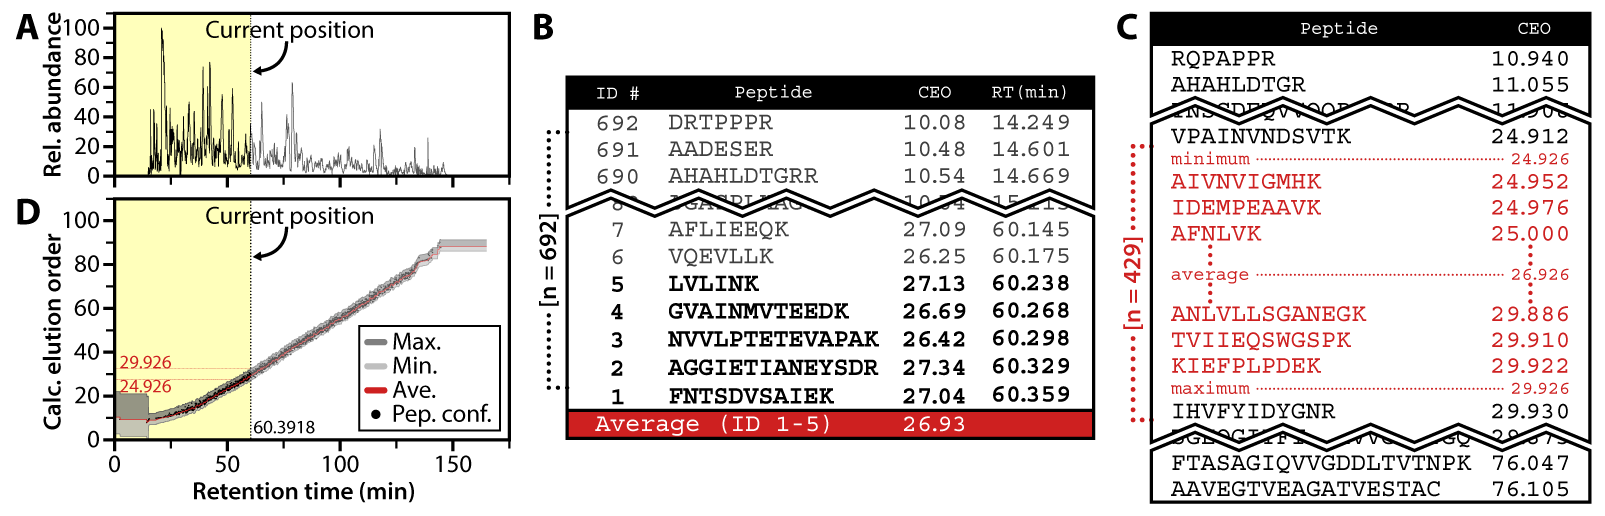 A
Rel. abundance
100
80
60
40
20
0
Current position
D
Calc. elution order
100
80
60
40
20
0
Current position
29.926
24.926
60.3918
Max.
Min.
Ave.
Pep. conf.
0 50 100 150
Retention time (min)
B
ID # Peptide CEO RT(min)
692 DRTPPPR 10.08 14.249
691 AADESER 10.48 14.601
690 AHAHLDTGRR 10.54 14.669
7 AFLIEEQK 27.09 60.145
6 VQEVLLK 26.25 60.175
5 LVLINK 27.13 60.238
4 GVAINMVTEEDK 26.69 60.268
3 NVVLPTETEVAPAK 26.42 60.298
2 AGGIETIANEYSDR 27.34 60.329
1 FNTSDVSAIEK 27.04 60.359
Average (ID 1-5) 26.93
[n = 692]
C
Peptide CEO
RQPAPPR 10.940
AHAHLDTGR 11.055
VPAINVNDSVTK 24.912
minimum 24.926
AIVNVIGMHK 24.952
IDEMPEAAVK 24.976
AFNLVK 25.000
average 26.926
ANLVLLSGANEGK 29.886
TVIIEQSWGSPK 29.910
KIEFPLPDEK 29.922
maximum 29.926
IHVFYIDYGNR 29.930
FTASAGIQVVGDDLTVTNPK 76.047
AAVEGTVEAGATVESTAC 76.105
[n = 429]